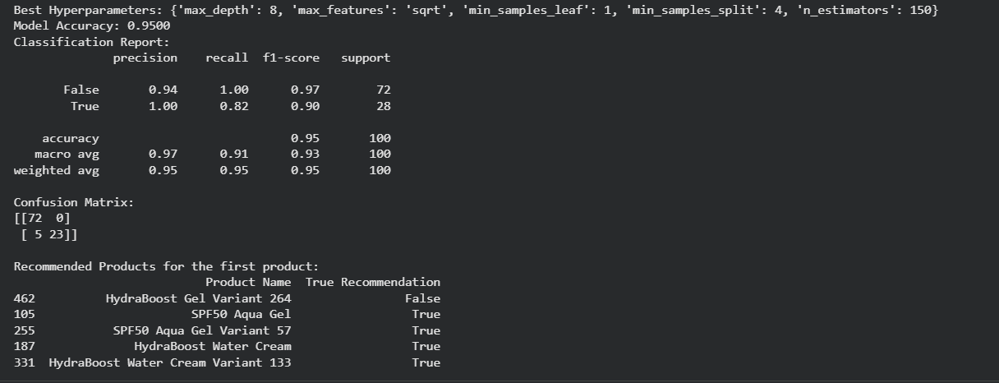 Best Hyperparameters: {'max_depth': 8, 'max_features': 'sqrt', 'min_samples_leaf': 1, 'min_samples_split': 4, 'n_estimators': 150}
Model Accuracy: 0.9500
Classification Report:
              precision    recall  f1-score   support

       False       0.94      1.00      0.97        72
        True       1.00      0.82      0.90        28

    accuracy                           0.95       100
   macro avg       0.97      0.91      0.93       100
weighted avg       0.95      0.95      0.95       100

Confusion Matrix:
[[72  0]
 [ 5 23]]

Recommended Products for the first product:
                           Product Name  True Recommendation
462          HydraBoost Gel Variant 264                False
105                      SPF50 Aqua Gel                 True
255           SPF50 Aqua Gel Variant 57                 True
187              HydraBoost Water Cream                 True
331  HydraBoost Water Cream Variant 133                 True